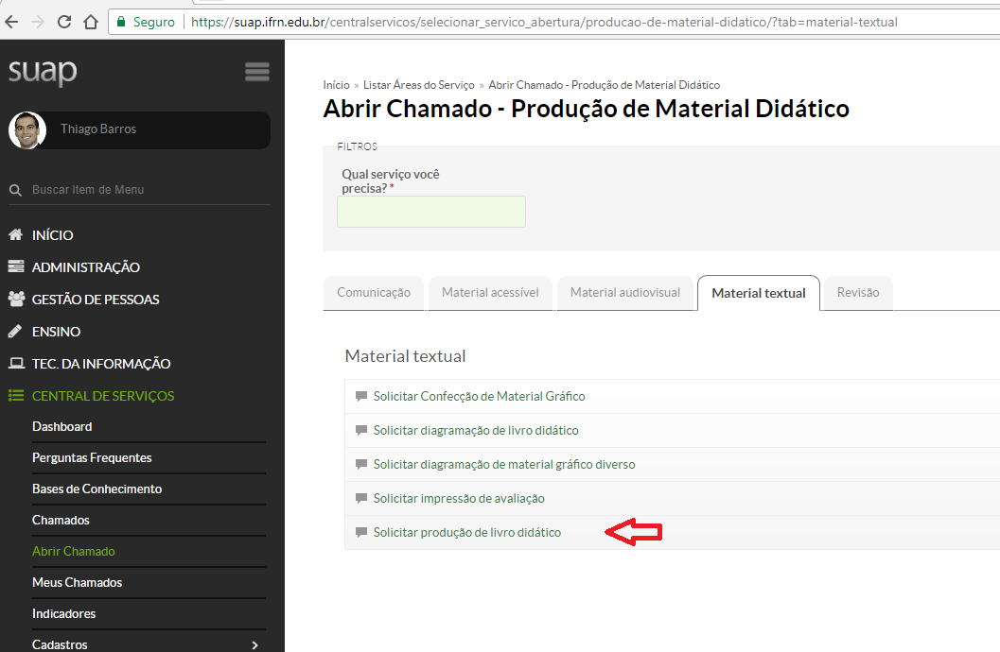 Seguro
https://suap.ifrn.edu.br/centralservicos/selecionar_servico_abertura/producao-de-material-didatico/?tab=material-textual
suap
Thiago Barros
Buscar Item de Menu
INÍCIO
ADMINISTRAÇÃO
GESTÃO DE PESSOAS
ENSINO
TEC. DA INFORMAÇÃO
CENTRAL DE SERVIÇOS
Dashboard
Perguntas Frequentes
Bases de Conhecimento
Chamados
Abrir Chamado
Meus Chamados
Indicadores
Cadastros
Início » Listar Áreas do Serviço » Abrir Chamado - Produção de Material Didático
Abrir Chamado - Produção de Material Didático
FILTROS
Qual serviço você
precisa? *
Comunicação Material acessível Material audiovisual Material textual Revisão
Material textual
Solicitar Confecção de Material Gráfico
Solicitar diagramação de livro didático
Solicitar diagramação de material gráfico diverso
Solicitar impressão de avaliação
Solicitar produção de livro didático